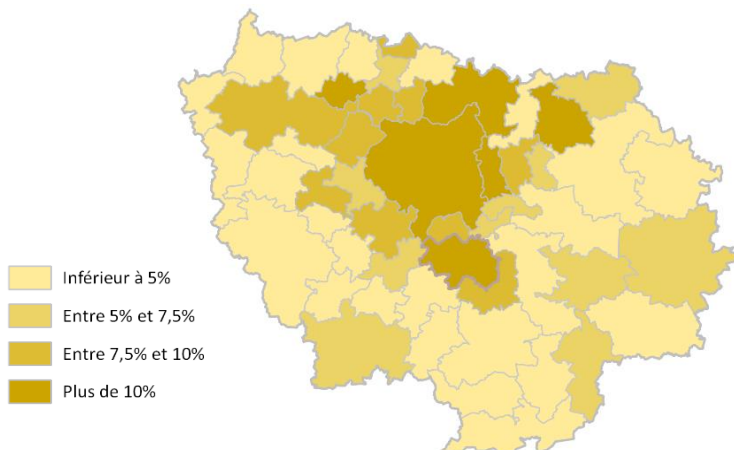 Inférieur à 5%
Entre 5% et 7,5%
Entre 7,5% et 10%
Plus de 10%